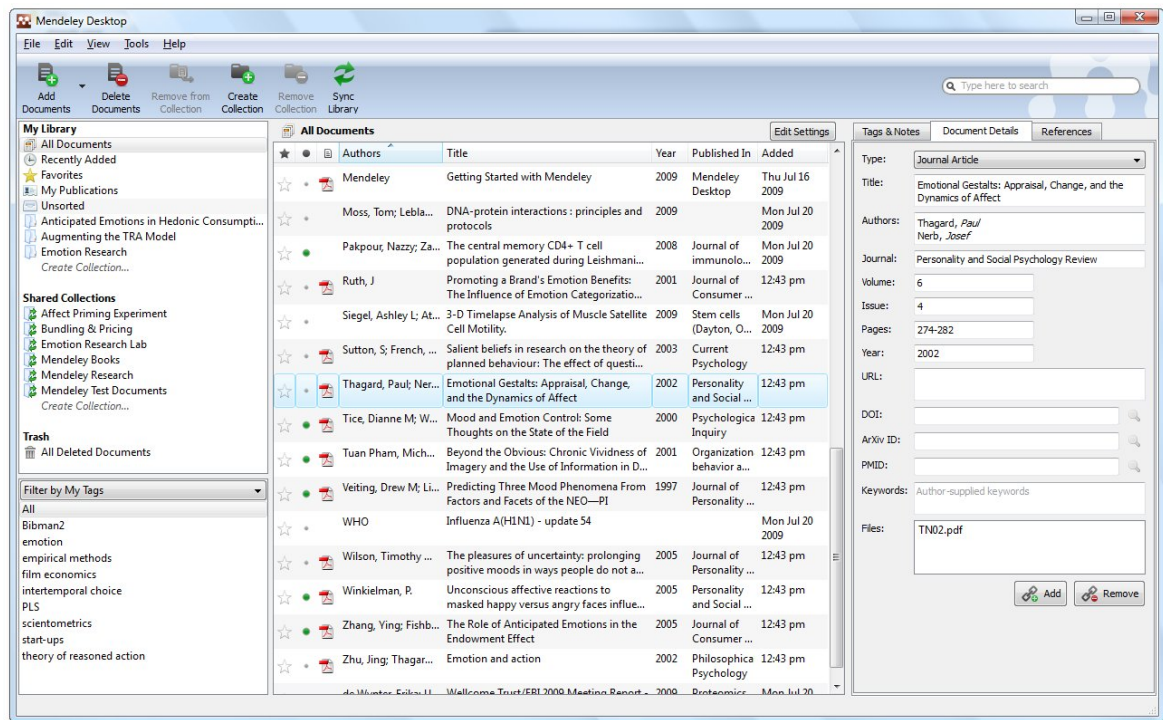 Mendeley Desktop
File Edit View Tools Help
Add Documents
Delete Documents
Remove from Collection
Create Collection
Remove Collection
Sync Library
Type here to search
My Library
All Documents
Recently Added
Favorites
My Publications
Unsorted
Anticipated Emotions in Hedonic Consumpti...
Augmenting the TRA Model
Emotion Research
Create Collection...
Shared Collections
Affect Priming Experiment
Bundling & Pricing
Emotion Research Lab
Mendeley Books
Mendeley Research
Mendeley Test Documents
Create Collection...
Trash
All Deleted Documents
Filter by My Tags
All
Bibman2
emotion
empirical methods
film economics
intertemporal choice
PLS
scientometrics
start-ups
theory of reasoned action
All Documents
Edit Settings
Authors Title Year Published In Added
Mendeley Getting Started with Mendeley 2009 Mendeley Thu Jul 16
Desktop 2009
Moss, Tom; Lebla... DNA-protein interactions : principles and 2009 Mon Jul 20
protocols 2009
Pakpour, Nazzy; Za... The central memory CD4+ T cell 2008 Journal of Mon Jul 20
population generated during Leishmani... immunolo... 2009
Ruth, J Promoting a Brand's Emotion Benefits: 2001 Journal of 12:43 pm
The Influence of Emotion Categorizatio... Consumer ...
Siegel, Ashley L; At... 3-D Timelapse Analysis of Muscle Satellite 2009 Stem cells Mon Jul 20
Cell Motility. (Dayton, O... 2009
Sutton, S; French, ... Salient beliefs in research on the theory of 2003 Current 12:43 pm
planned behaviour: The effect of questi... Psychology
Thagard, Paul; Ner... Emotional Gestalts: Appraisal, Change, 2002 Personality 12:43 pm
and the Dynamics of Affect and Social ...
Tice, Dianne M; W... Mood and Emotion Control: Some 2000 Psychologica 12:43 pm
Thoughts on the State of the Field Inquiry
Tuan Pham, Mich... Beyond the Obvious: Chronic Vividness of 2001 Organization 12:43 pm
Imagery and the Use of Information in D... behavior a...
Veiting, Drew M; Li... Predicting Three Mood Phenomena From 1997 Journal of 12:43 pm
Factors and Facets of the NEO—PI Personality ...
WHO Influenza A(H1N1) - update 54 Mon Jul 20
2009
Wilson, Timothy ... The pleasures of uncertainty: prolonging 2005 Journal of 12:43 pm
positive moods in ways people do not a... Personality ...
Winkielman, P. Unconscious affective reactions to 2005 Personality 12:43 pm
masked happy versus angry faces influe... and Social ...
Zhang, Ying; Fishb... The Role of Anticipated Emotions in the 2005 Journal of 12:43 pm
Endowment Effect Consumer ...
Zhu, Jing; Thagar... Emotion and action 2002 Philosophica 12:43 pm
Psychology
de Wynter, Erika; U... Wellcome Trust/EBI 2009 Meeting Report - 2009 Proteomics Mon Jul 20
Tags & Notes Document Details References
Type: Journal Article
Title: Emotional Gestalts: Appraisal, Change, and the
Dynamics of Affect
Authors: Thagard, Paul
Nerb, Josef
Journal: Personality and Social Psychology Review
Volume: 6
Issue: 4
Pages: 274-282
Year: 2002
URL:
DOI:
ArXiv ID:
PMID:
Keywords: Author-supplied keywords
Files: TN02.pdf
Add Remove